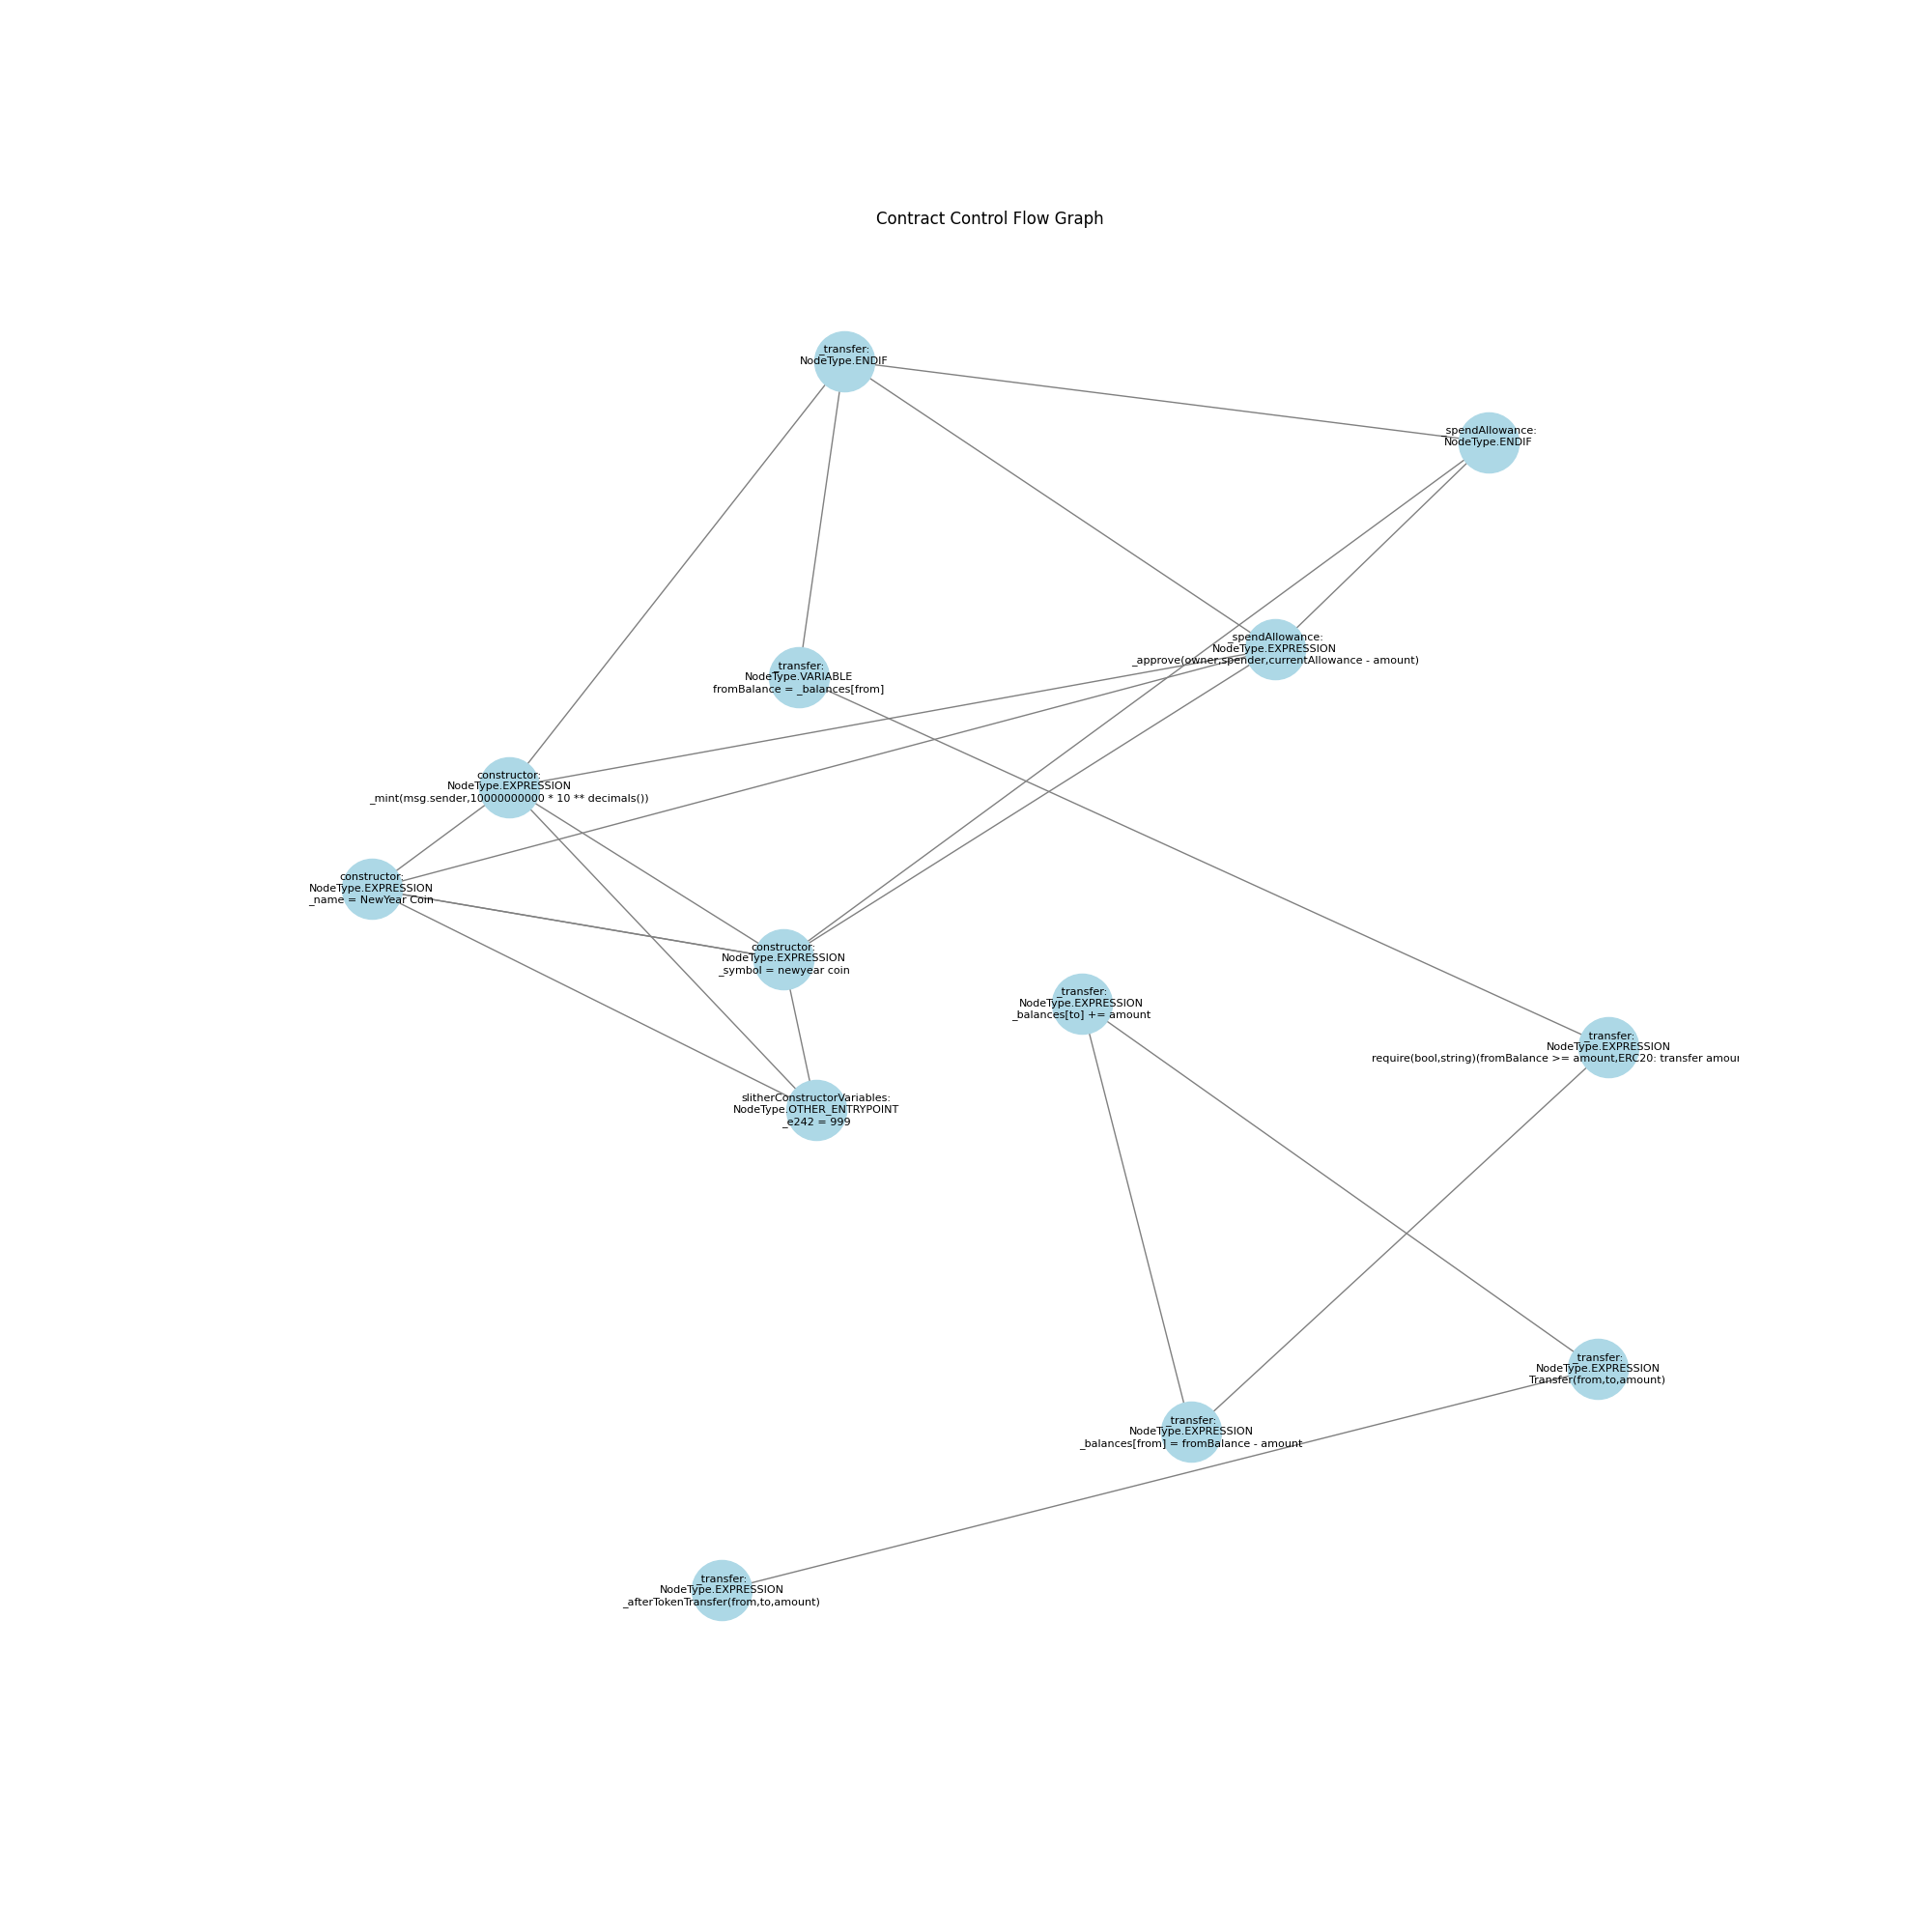 Contract Control Flow Graph
_transfer:
NodeType.ENDIF
_spendAllowance:
NodeType.ENDIF
_spendAllowance:
NodeType.EXPRESSION
_approve(owner,spender,currentAllowance - amount)
_transfer:
NodeType.VARIABLE
fromBalance = _balances[from]
constructor:
NodeType.EXPRESSION
_mint(msg.sender,10000000000 * 10 ** decimals())
constructor:
NodeType.EXPRESSION
_name = NewYear Coin
constructor:
NodeType.EXPRESSION
_symbol = newyear coin
_transfer:
NodeType.EXPRESSION
_balances[to] += amount
_transfer:
NodeType.EXPRESSION
require(bool,string)(fromBalance >= amount,ERC20: transfer amou
slitherConstructorVariables:
NodeType.OTHER_ENTRYPOINT
_e242 = 999
_transfer:
NodeType.EXPRESSION
Transfer(from,to,amount)
_transfer:
NodeType.EXPRESSION
_balances[from] = fromBalance - amount
_transfer:
NodeType.EXPRESSION
_afterTokenTransfer(from,to,amount)